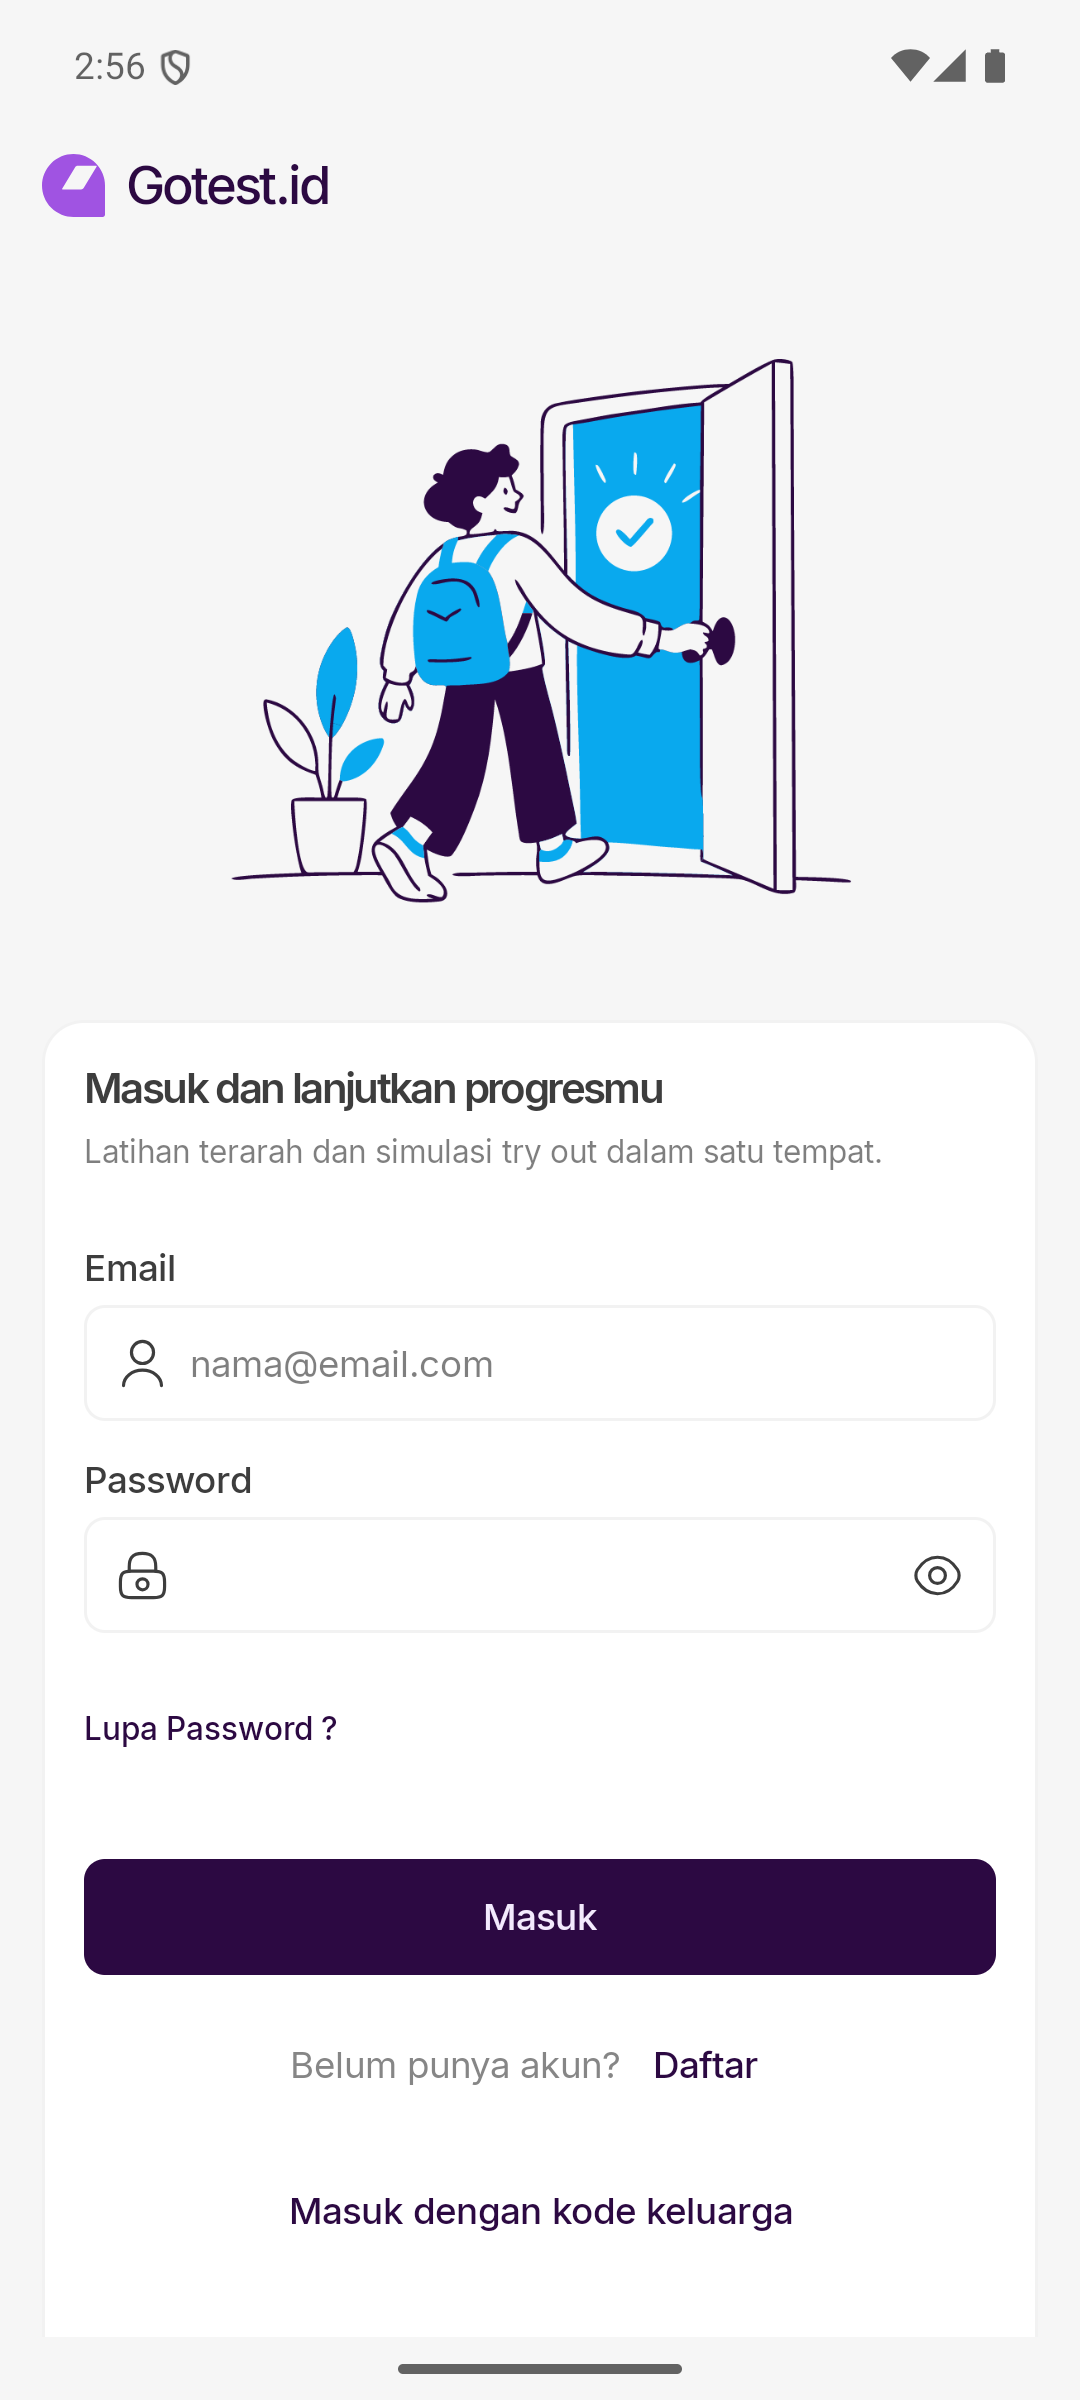 2:56
Gotest.id
Masuk dan lanjutkan progresmu
Latihan terarah dan simulasi try out dalam satu tempat.
Email
nama@email.com
Password
Lupa Password ?
Masuk
Belum punya akun? Daftar
Masuk dengan kode keluarga